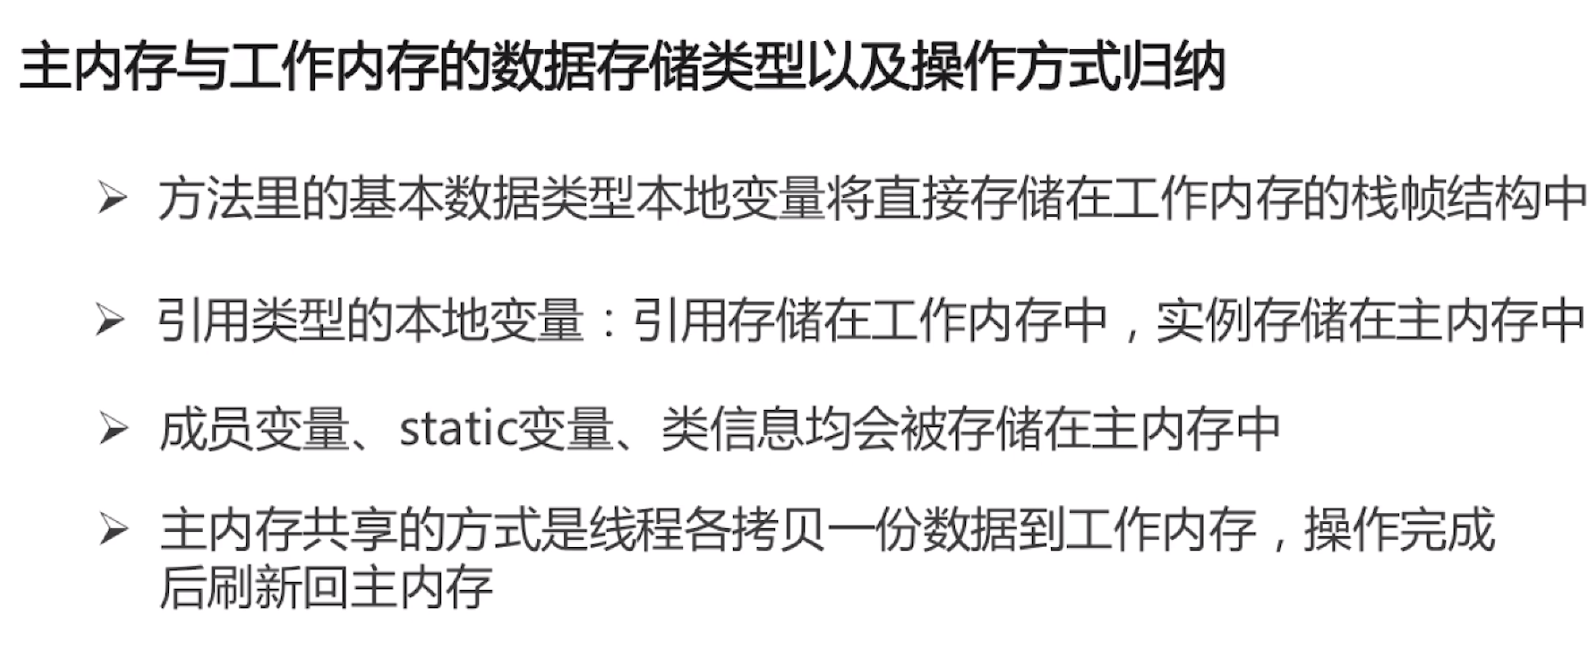 主内存与工作内存的数据存储类型以及操作方式归纳
➢ 方法里的基本数据类型本地变量将直接存储在工作内存的栈帧结构中
➢ 引用类型的本地变量：引用存储在工作内存中，实例存储在主内存中
➢ 成员变量、static变量、类信息均会被存储在主内存中
➢ 主内存共享的方式是线程各拷贝一份数据到工作内存，操作完成
后刷新回主内存